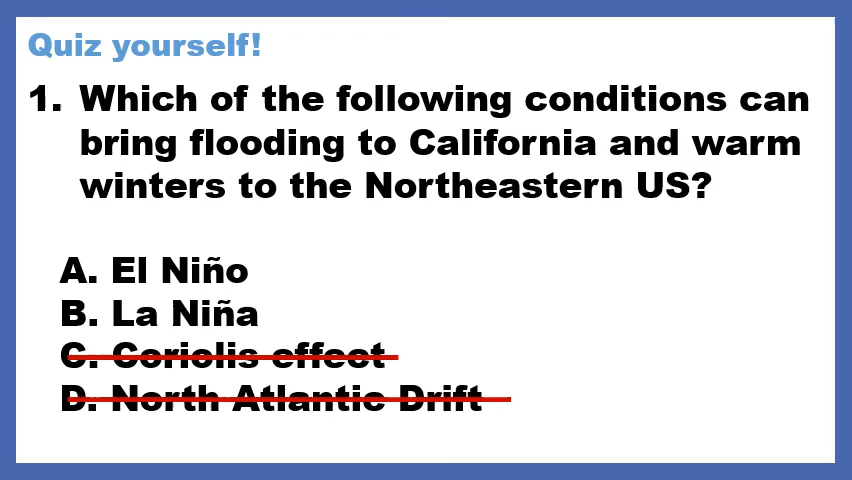 Quiz yourself!
1. Which of the following conditions can
bring flooding to California and warm
winters to the Northeastern US?
A. El Niño
B. La Niña
C. Coriolis effect
D. North Atlantic Drift